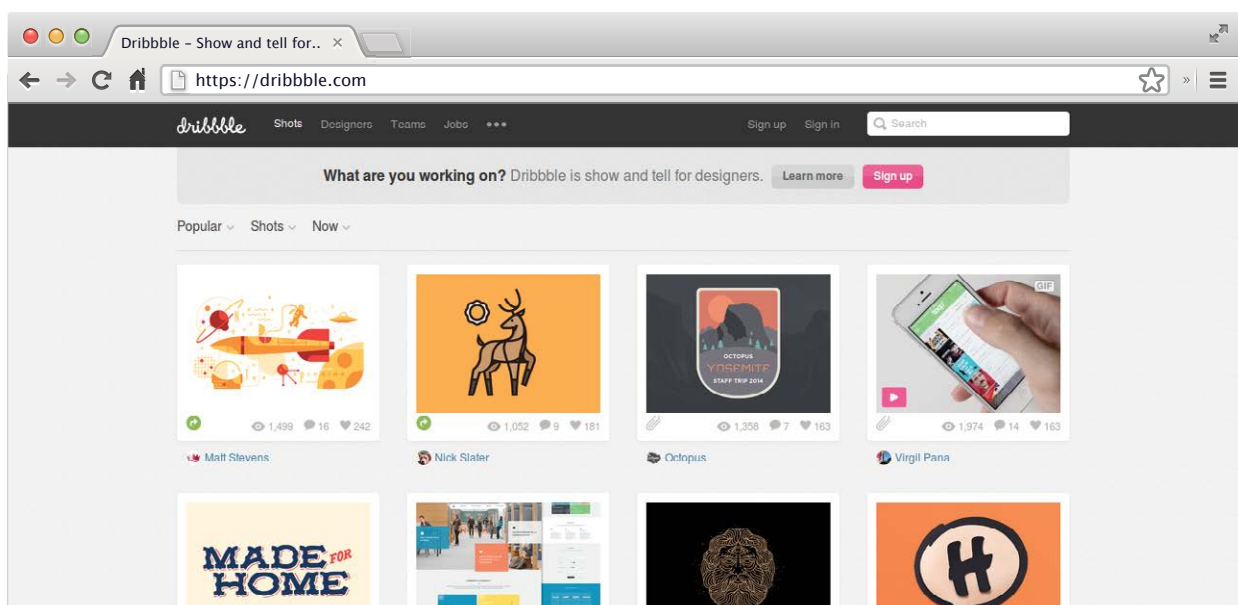 Dribbble – Show and tell for..
https://dribbble.com
dribbble Shots Designers Teams Jobs Sign up Sign in Search
What are you working on? Dribbble is show and tell for designers. Learn more Sign up
Popular Shots Now
GIF
OCTOPUS
YOSEMITE
STAFF TRIP 2014
1,499 16 242 1,052 9 181 1,358 7 163 1,974 14 163
Matt Stevens Nick Slater Octopus Virgil Pana
MADE FOR
HOME
H